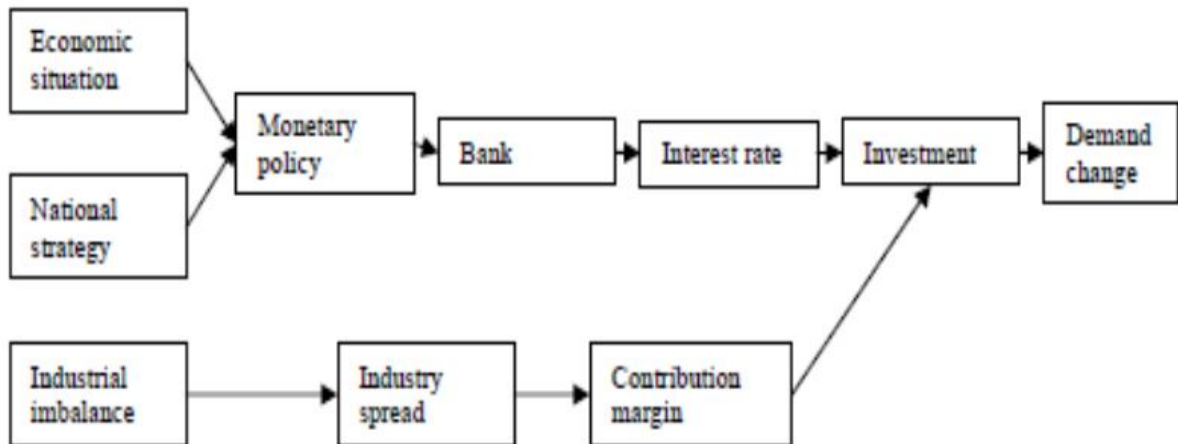 Economic
situation
Monetary
policy
Bank
Interest rate
Investment
Demand
change
National
strategy
Industrial
imbalance
Industry
spread
Contribution
margin